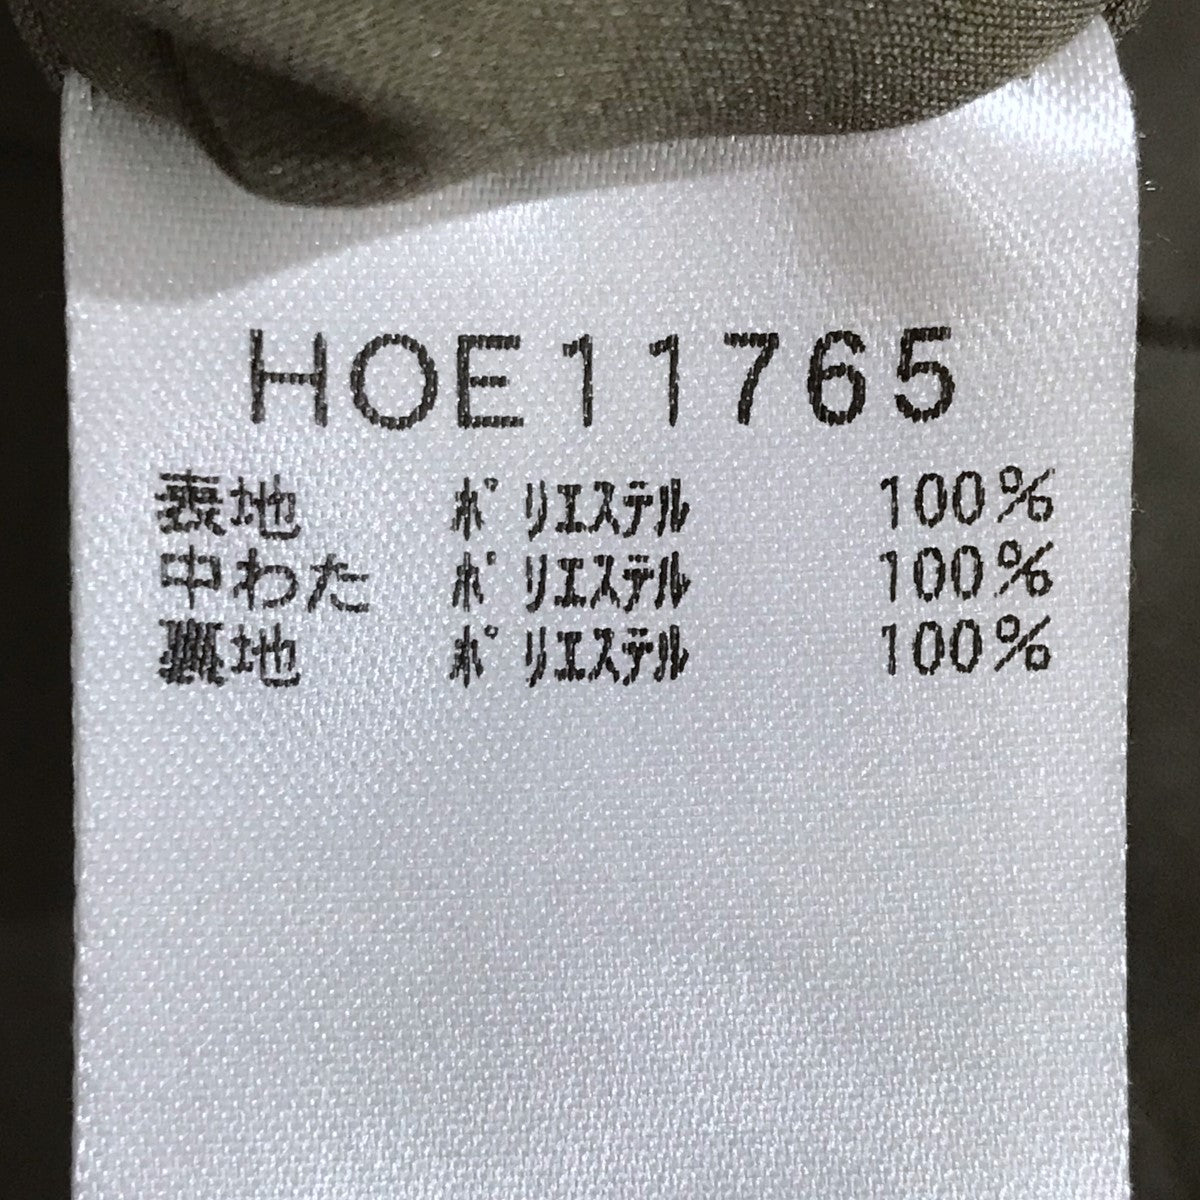 HOE11765
表地 ポリエステル 100%
中わた ポリエステル 100%
裏地 ポリエステル 100%